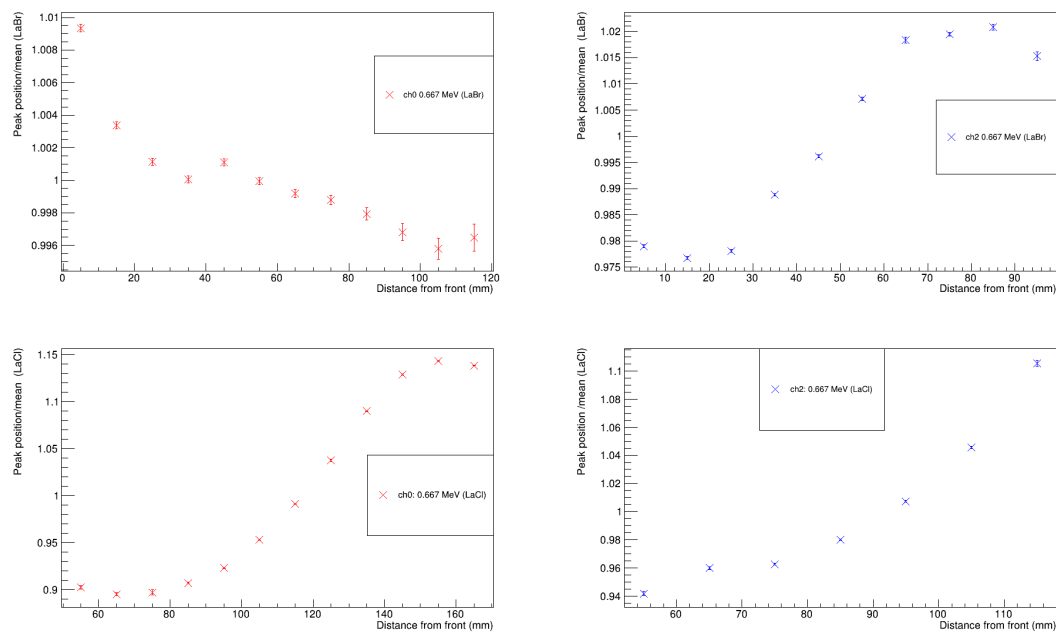 Peak position/mean (LaBr)
1.01
1.008
1.006
1.004
1.002
1
0.998
0.996
ch0 0.667 MeV (LaBr)
0 20 40 60 80 100 120
Distance from front (mm)
Peak position/mean (LaBr)
1.02
1.015
1.01
1.005
1
0.995
0.99
0.985
0.98
0.975
ch2 0.667 MeV (LaBr)
10 20 30 40 50 60 70 80 90
Distance from front (mm)
Peak position/mean (LaCl)
1.15
1.1
1.05
1
0.95
0.9
ch0: 0.667 MeV (LaCl)
60 80 100 120 140 160
Distance from front (mm)
Peak position /mean (LaCl)
1.1
1.08
1.06
1.04
1.02
1
0.98
0.96
0.94
ch2: 0.667 MeV (LaCl)
60 70 80 90 100 110
Distance from front (mm)